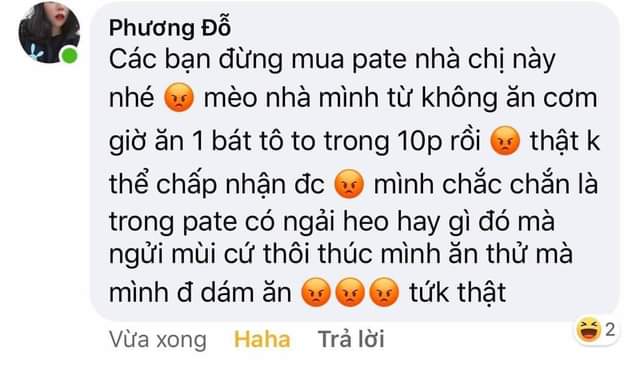 Phương Đỗ
Các bạn đừng mua pate nhà chị này
nhé 😡 mèo nhà mình từ không ăn cơm
giờ ăn 1 bát tô to trong 10p rồi 😡 thật k
thể chấp nhận đc 😡 mình chắc chắn là
trong pate có ngải heo hay gì đó mà
ngửi mùi cứ thôi thúc mình ăn thử mà
mình đ dám ăn 😡😡😡 tứk thật
Vừa xong Haha Trả lời 2